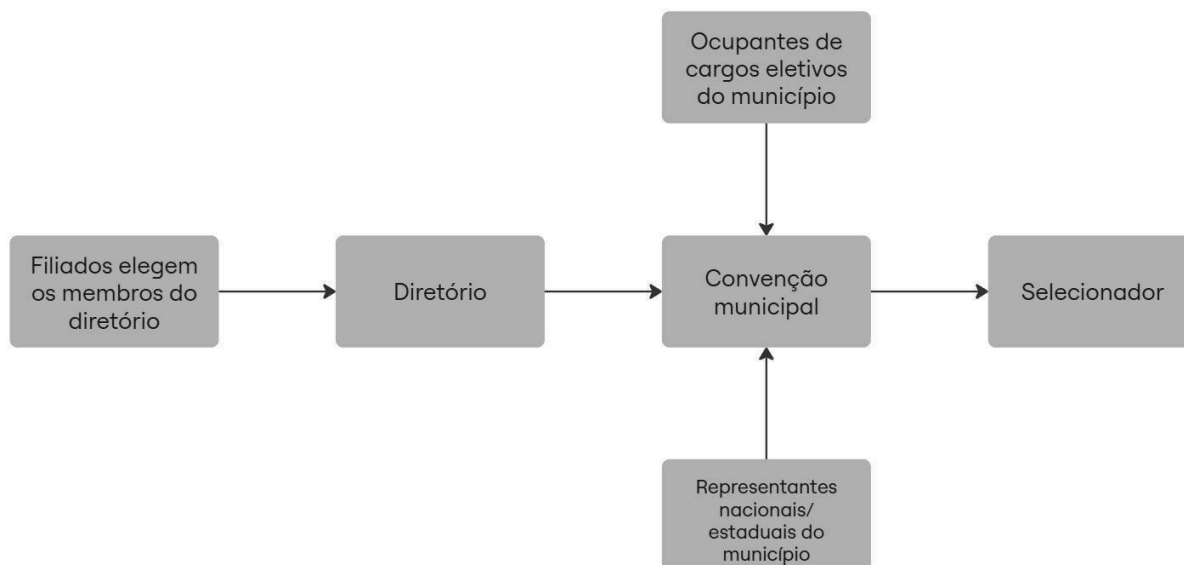 Ocupantes de
cargos eletivos
do município
Filiados elegem
os membros do
diretório
Diretório
Convenção
municipal
Selecionador
Representantes
nacionais/
estaduais do
município